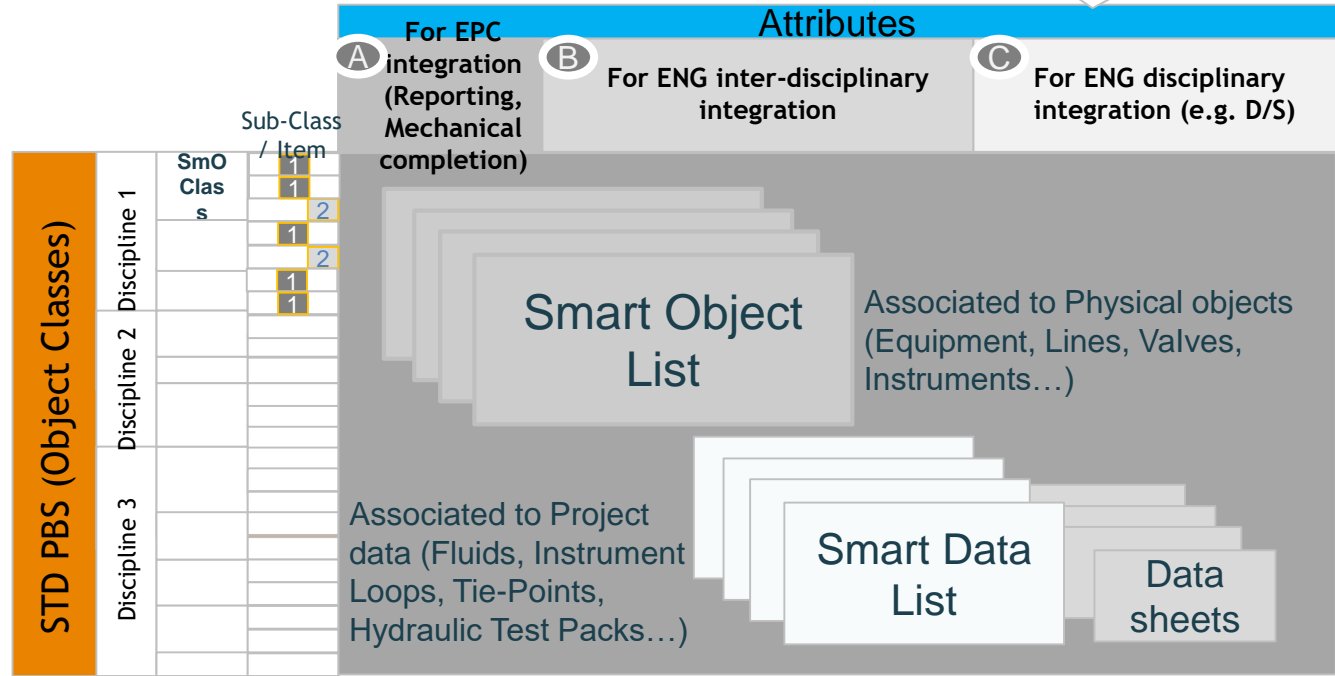 Attributes
A
For EPC
integration
(Reporting,
Mechanical
completion)
B
For ENG inter-disciplinary
integration
C
For ENG disciplinary
integration (e.g. D/S)
Sub-Class
/ Item
STD PBS (Object Classes)
Discipline 1
Discipline 2
Discipline 3
SmO
Clas
s
1
1
2
1
2
1
1
Smart Object
List
Associated to Physical objects
(Equipment, Lines, Valves,
Instruments…)
Associated to Project
data (Fluids, Instrument
Loops, Tie-Points,
Hydraulic Test Packs…)
Smart Data
List
Data
sheets